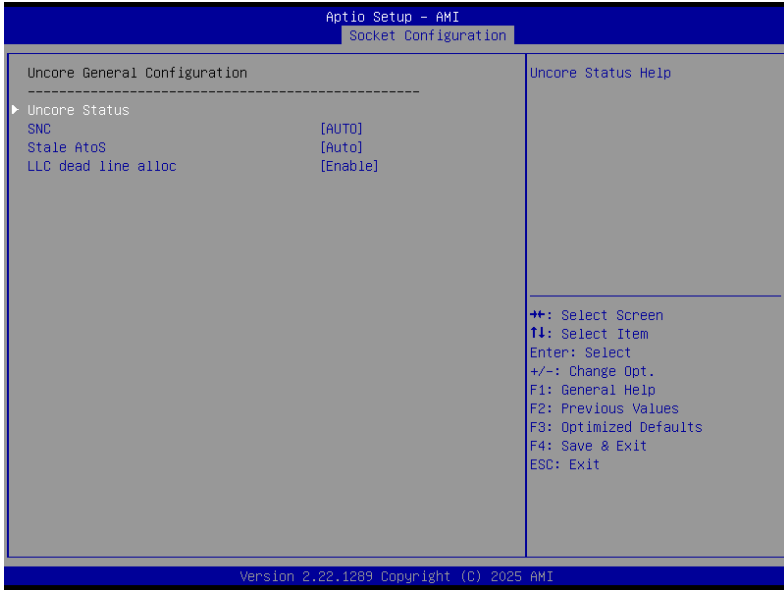 Aptio Setup – AMI
Socket Configuration
Uncore General Configuration
--------------------------------------------------
Uncore Status
SNC [AUTO]
Stale AtoS [Auto]
LLC dead line alloc [Enable]
Uncore Status Help
→←: Select Screen
↑↓: Select Item
Enter: Select
+/-: Change Opt.
F1: General Help
F2: Previous Values
F3: Optimized Defaults
F4: Save & Exit
ESC: Exit
Version 2.22.1289 Copyright (C) 2025 AMI